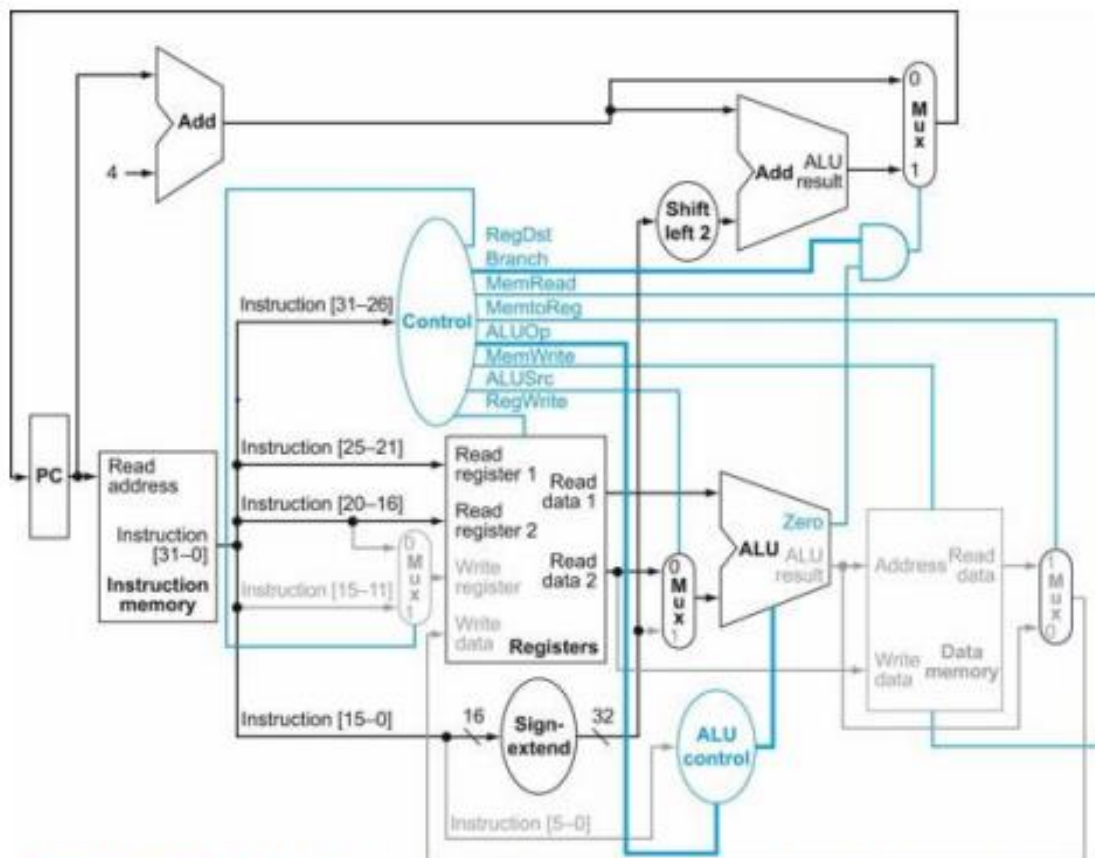 Add
4
0
Mux
1
Add
ALU
result
Shift
left 2
RegDst
Branch
MemRead
MemtoReg
ALUOp
MemWrite
ALUSrc
RegWrite
Control
Instruction [31–26]
Instruction [25–21]
Instruction [20–16]
Instruction [15–11]
Instruction [15–0]
Instruction [5–0]
PC
Read
address
Instruction
[31–0]
Instruction
memory
0
Mux
1
Read
register 1
Read
register 2
Write
register
Write
data
Read
data 1
Read
data 2
Registers
0
Mux
1
Zero
ALU
ALU
result
Address
Read
data
Write
data
Data
memory
1
Mux
0
16
Sign-
extend
32
ALU
control